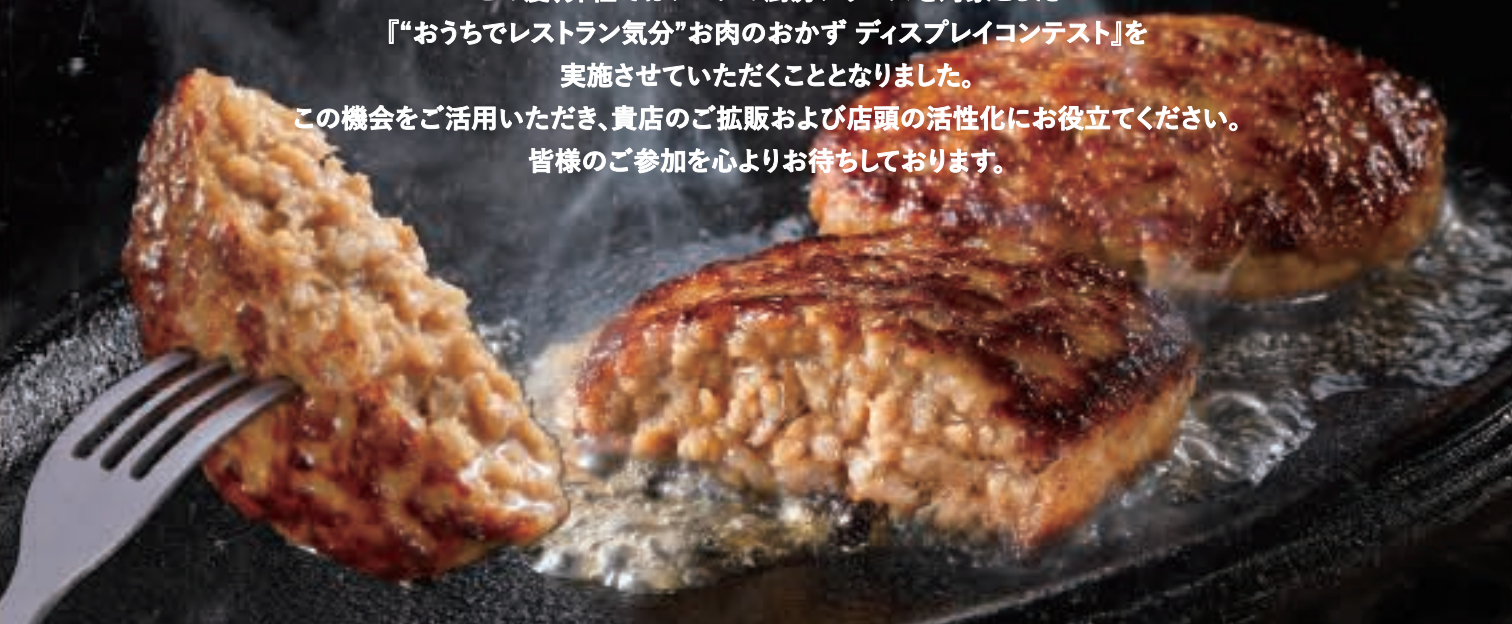 『“おうちでレストラン気分”お肉のおかず ディスプレイコンテスト』を
実施させていただくこととなりました。
この機会をご活用いただき、貴店のご拡販および店頭の活性化にお役立てください。
皆様のご参加を心よりお待ちしております。